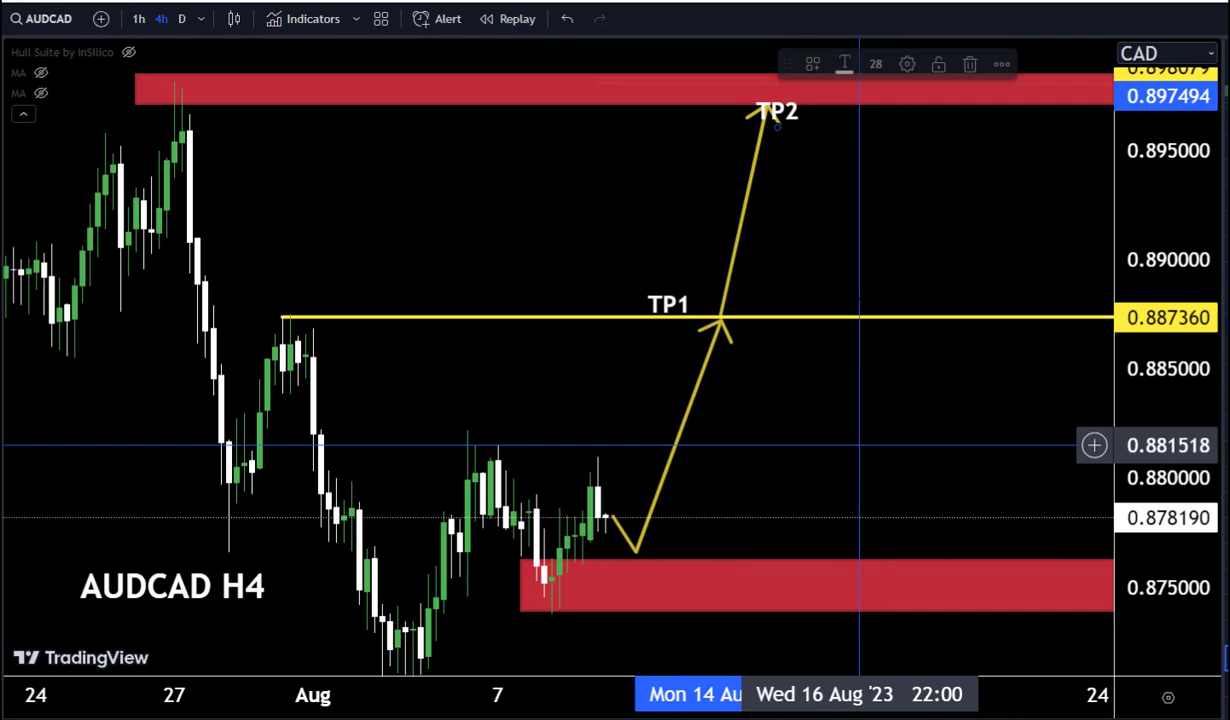 AUDCAD 1h 4h D Indicators Alert Replay
Hull Suite by InSilico
MA
MA
28
CAD
0.898079
0.897494
TP2
0.895000
0.890000
TP1
0.887360
0.885000
0.881518
0.880000
0.878190
AUDCAD H4
0.875000
TradingView
24 27 Aug 7 Mon 14 Au Wed 16 Aug '23 22:00 24